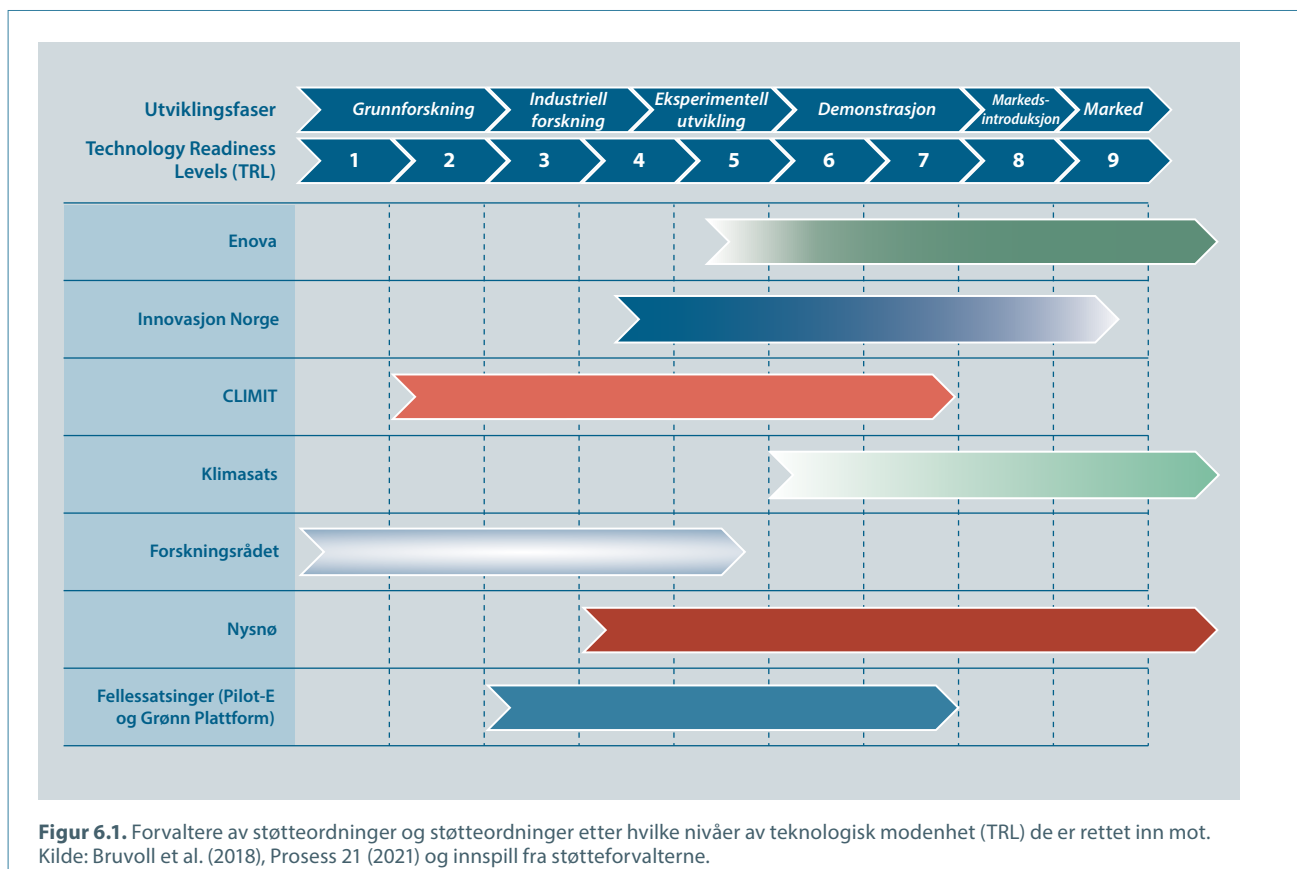 Utviklingsfaser
Grunnforskning
Industriell
forskning
Eksperimentell
utvikling
Demonstrasjon
Markeds-
introduksjon
Marked
Technology Readiness
Levels (TRL)
1 2 3 4 5 6 7 8 9
Enova
Innovasjon Norge
CLIMIT
Klimasats
Forskningsrådet
Nysnø
Fellessatsinger (Pilot-E
og Grønn Plattform)
Figur 6.1. Forvaltere av støtteordninger og støtteordninger etter hvilke nivåer av teknologisk modenhet (TRL) de er rettet inn mot.
Kilde: Bruvoll et al. (2018), Prosess 21 (2021) og innspill fra støtteforvalterne.